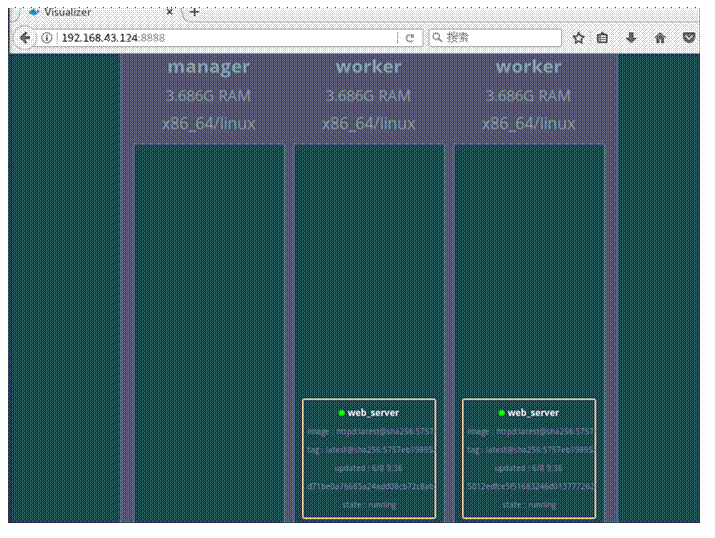 Visualizer
192.168.43.124:8888
搜索
manager
worker
worker
3.686G RAM
3.686G RAM
3.686G RAM
x86_64/linux
x86_64/linux
x86_64/linux
web_server
web_server
image : httpd:latest@sha256:5757
image : httpd:latest@sha256:5757
tag : latest@sha256:5757eb19895
tag : latest@sha256:5757eb19895
updated : 6/8 9:36
updated : 6/8 9:36
state : running
state : running